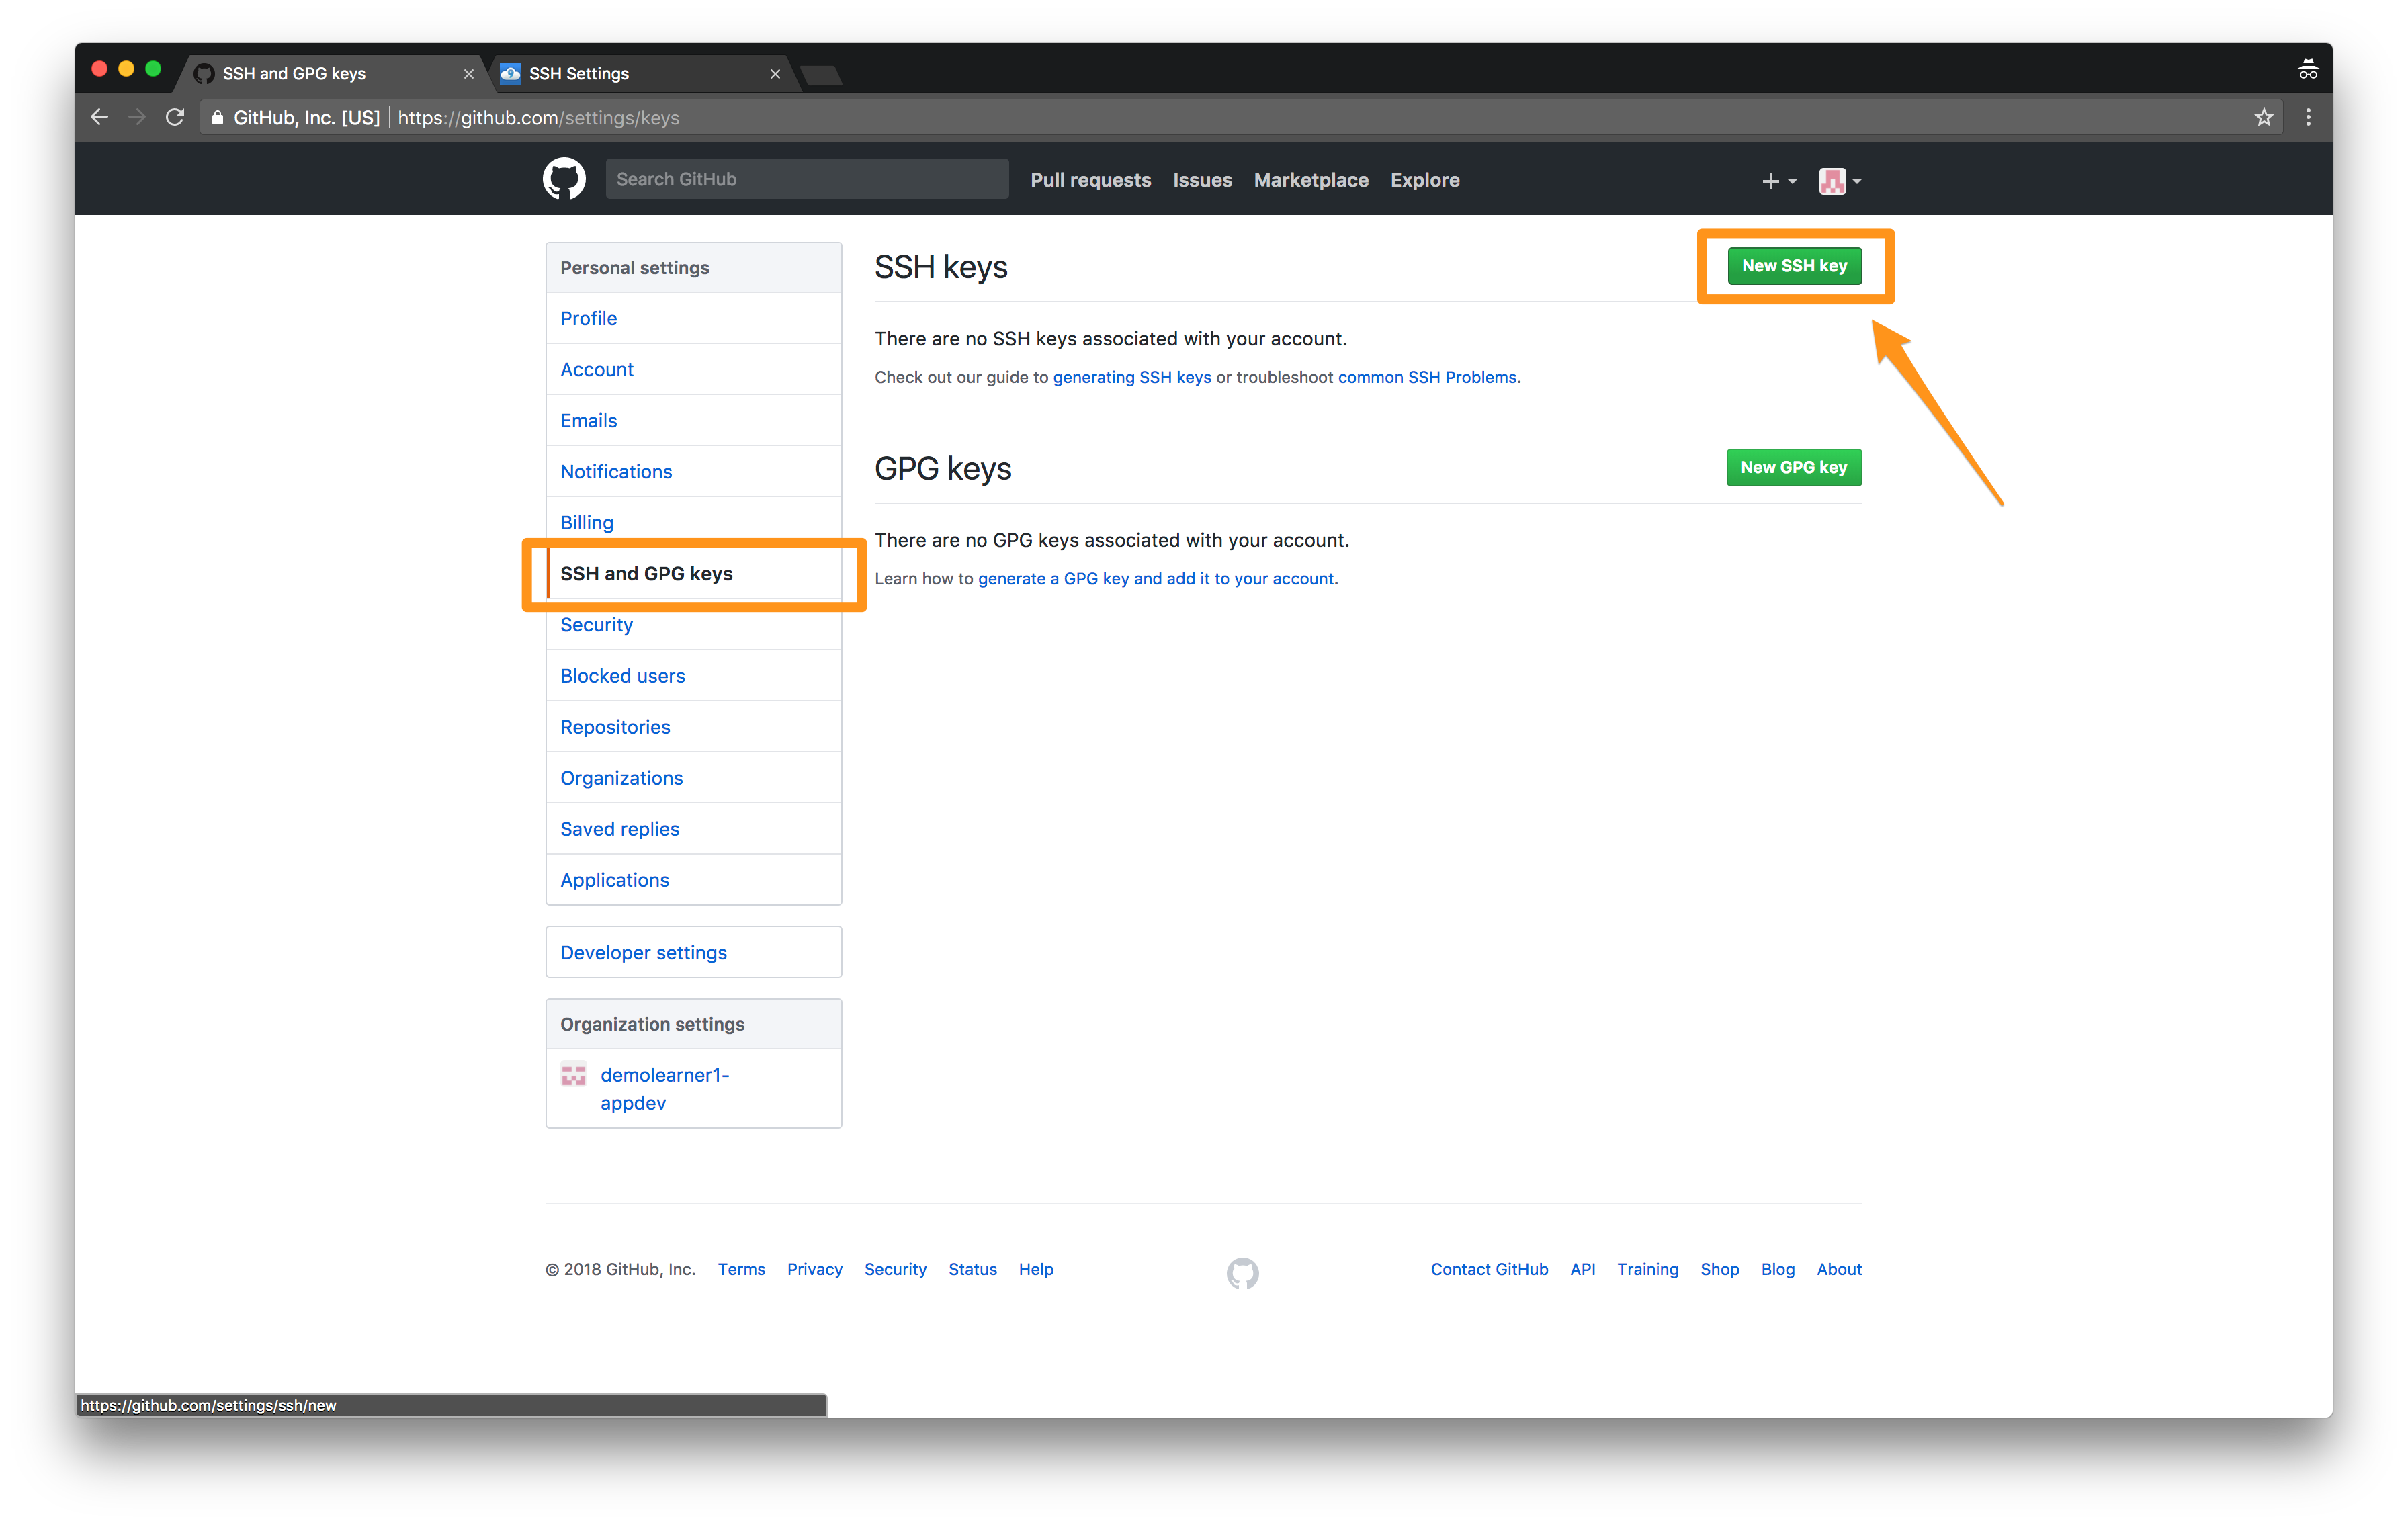 SSH and GPG keys
SSH Settings
GitHub, Inc. [US] https://github.com/settings/keys
Search GitHub
Pull requests Issues Marketplace Explore
Personal settings
Profile
Account
Emails
Notifications
Billing
SSH and GPG keys
Security
Blocked users
Repositories
Organizations
Saved replies
Applications
Developer settings
Organization settings
demolearner1-
appdev
SSH keys
New SSH key
There are no SSH keys associated with your account.
Check out our guide to generating SSH keys or troubleshoot common SSH Problems.
GPG keys
New GPG key
There are no GPG keys associated with your account.
Learn how to generate a GPG key and add it to your account.
© 2018 GitHub, Inc. Terms Privacy Security Status Help
Contact GitHub API Training Shop Blog About
https://github.com/settings/ssh/new